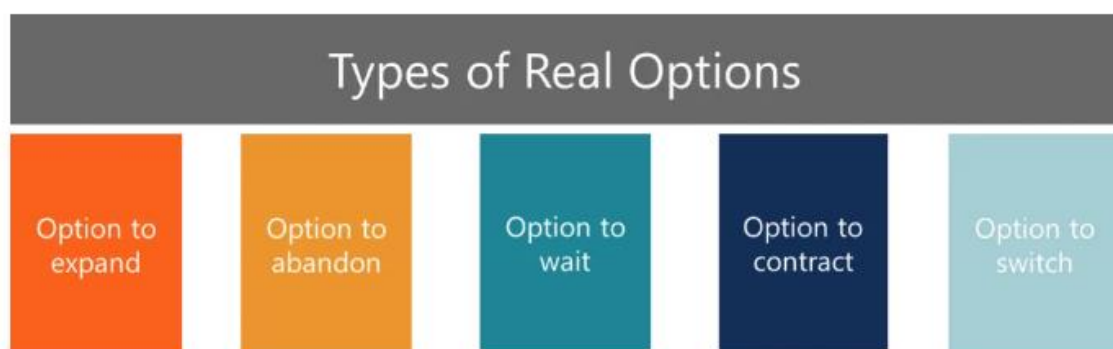 Types of Real Options
Option to
expand
Option to
abandon
Option to
wait
Option to
contract
Option to
switch